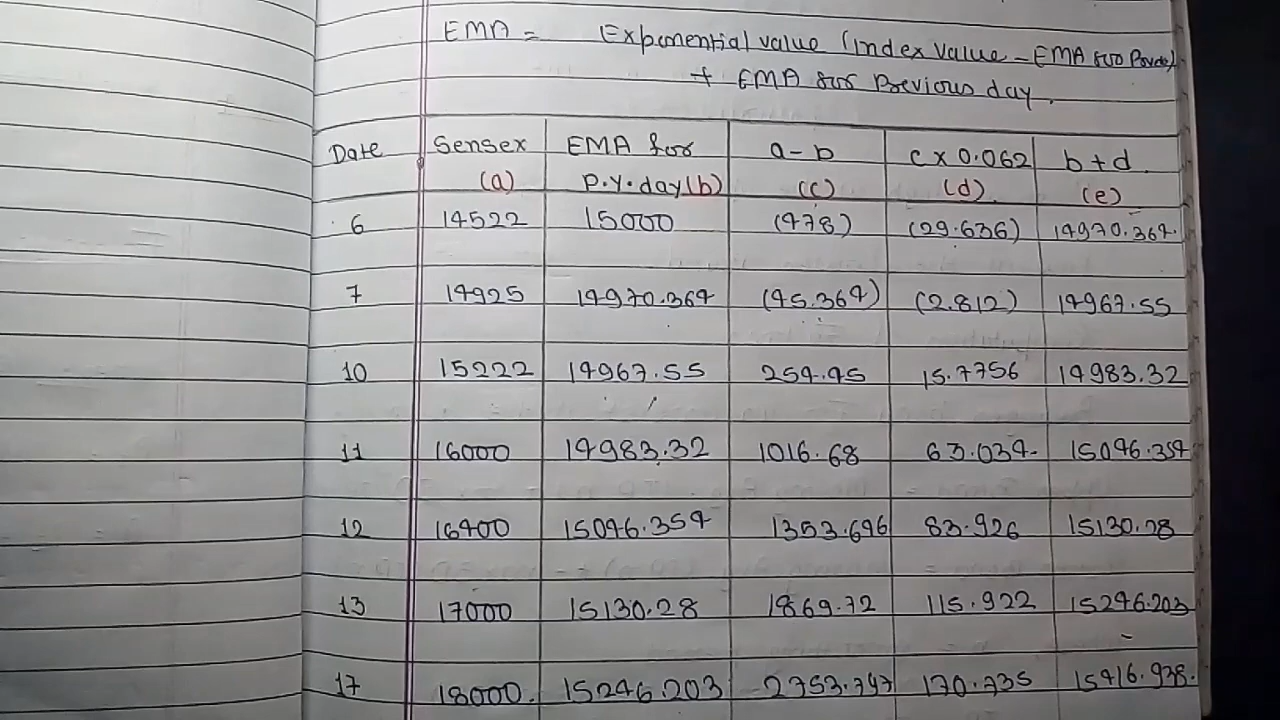 EMA = Exponential value (Index Value - EMA for
+ EMA for Previous day.
Date Sensex EMA for a-b c x 0.062 b+d
(a) P.Y.day(b) (c) (d) (e)
6 14522 15000 (478) (29.636) 14970.364.
7 14925 14970.364 (45.364) (2.812) 14967.55
10 15222 14967.55 254.45 15.7756 14983.32
11 16000 14983.32 1016.68 63.034 15046.354
12 16400 15046.354 1353.646 83.926 15130.28
13 17000 15130.28 1869.72 115.922 15246.203
17 18000. 15246.203 2753.797 170.735 15416.938.